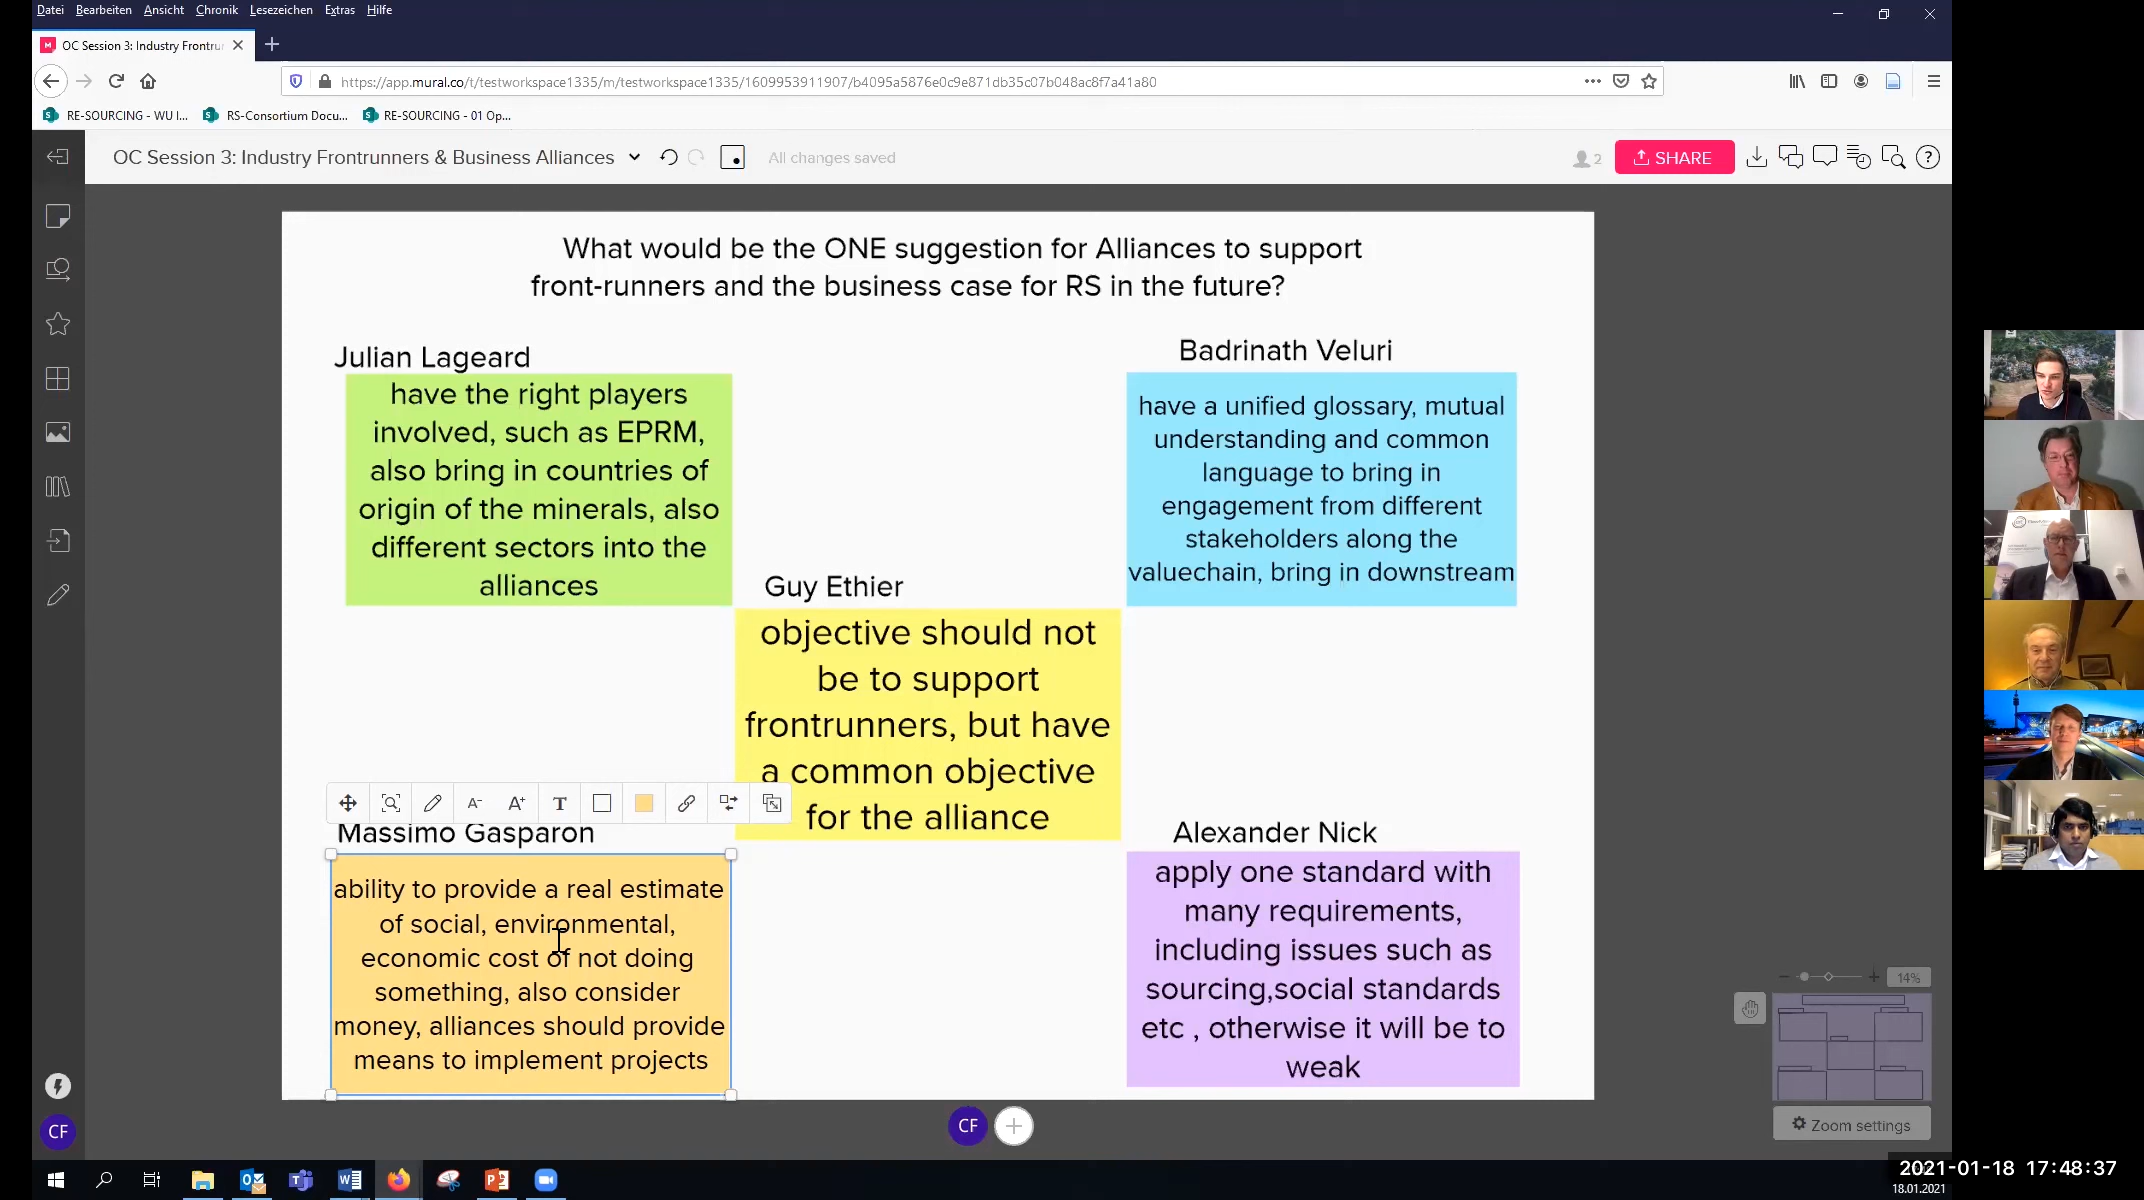 Datei Bearbeiten Ansicht Chronik Lesezeichen Extras Hilfe
OC Session 3: Industry Frontru
https://app.mural.co/t/testworkspace1335/m/testworkspace1335/1609953911907/b4095a5876e0c9e871db35c07b048ac8f7a41a80
RE-SOURCING - WU I... RS-Consortium Docu... RE-SOURCING - 01 Op...
OC Session 3: Industry Frontrunners & Business Alliances All changes saved 2 SHARE
What would be the ONE suggestion for Alliances to support
front-runners and the business case for RS in the future?
Julian Lageard
have the right players
involved, such as EPRM,
also bring in countries of
origin of the minerals, also
different sectors into the
alliances
Badrinath Veluri
have a unified glossary, mutual
understanding and common
language to bring in
engagement from different
stakeholders along the
valuechain, bring in downstream
Guy Ethier
objective should not
be to support
frontrunners, but have
a common objective
for the alliance
Massimo Gasparon
ability to provide a real estimate
of social, environmental,
economic cost of not doing
something, also consider
money, alliances should provide
means to implement projects
Alexander Nick
apply one standard with
many requirements,
including issues such as
sourcing,social standards
etc , otherwise it will be to
weak
14%
Zoom settings
CF
CF
2021-01-18 17:48:37
18.01.2021